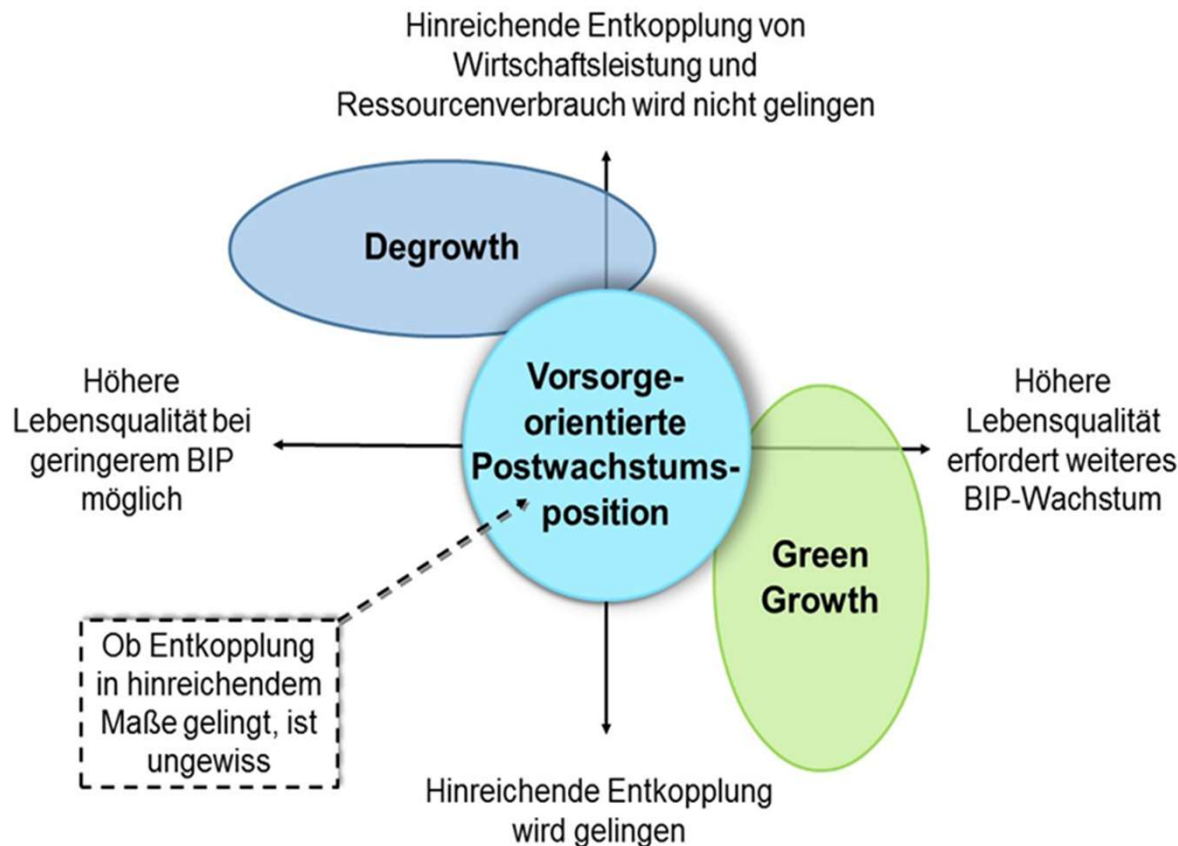 Hinreichende Entkopplung von
Wirtschaftsleistung und
Ressourcenverbrauch wird nicht gelingen
Degrowth
Höhere
Lebensqualität bei
geringerem BIP
möglich
Vorsorge-
orientierte
Postwachstums-
position
Höhere
Lebensqualität
erfordert weiteres
BIP-Wachstum
Green
Growth
Ob Entkopplung
in hinreichendem
Maße gelingt, ist
ungewiss
Hinreichende Entkopplung
wird gelingen